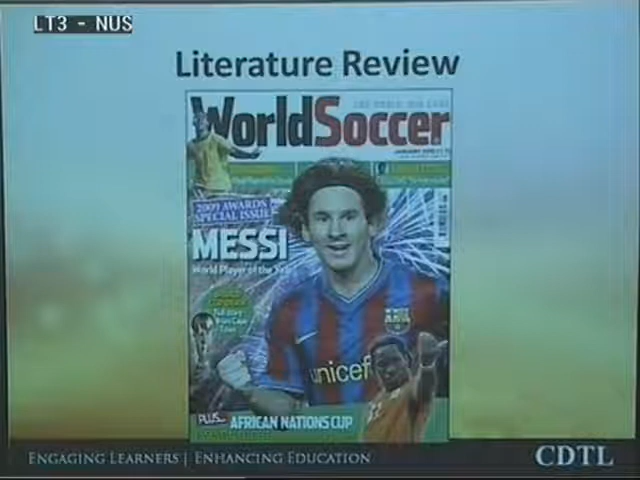 LT3 - NUS
Literature Review
WorldSoccer
2009 AWARDS
SPECIAL ISSUE
MESSI
World Player of the Year
unicef
PLUS... AFRICAN NATIONS CUP
ENGAGING LEARNERS | ENHANCING EDUCATION
CDTL